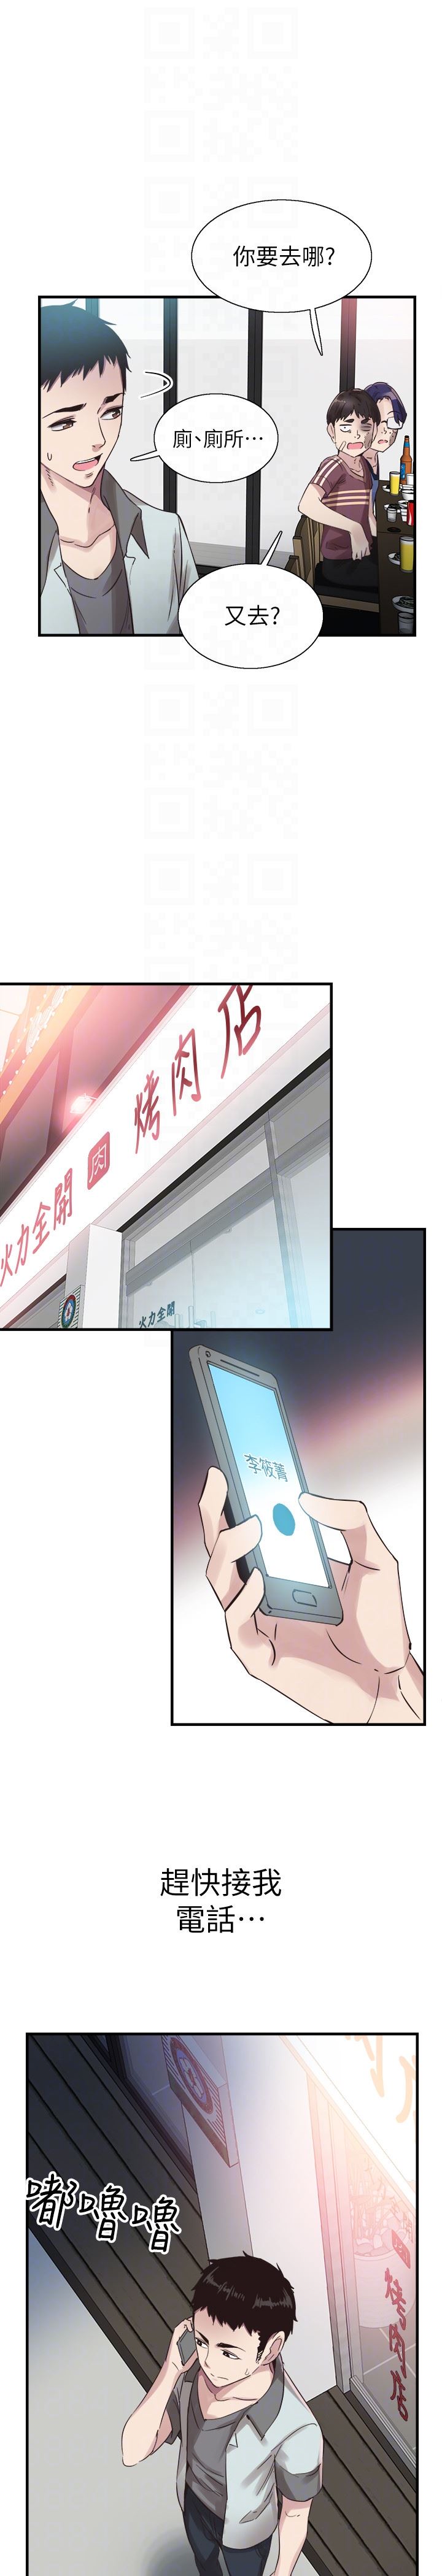 你要去哪?
廁、廁所…
又去?
火力全開 肉 烤肉店
火力全開
李筱菁
趕快接我
電話…
嘟嚕嚕
烤肉店